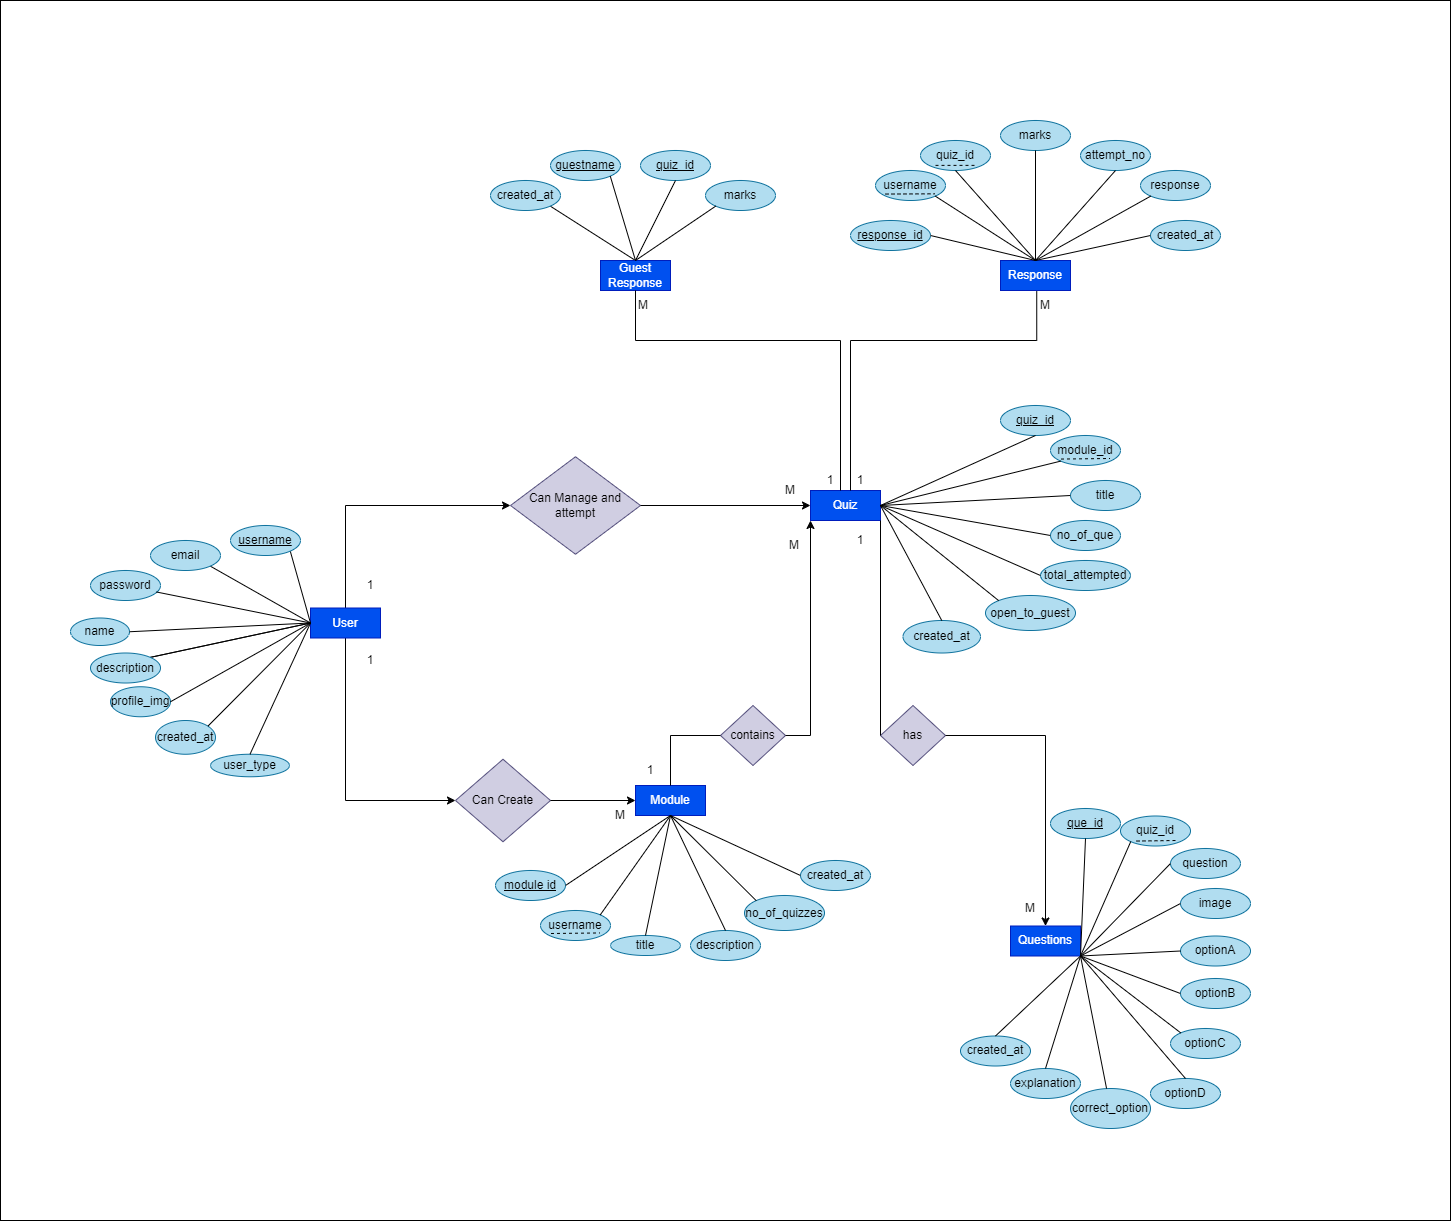 marks
quiz_id
attempt_no
guestname
quiz_id
username
response
created_at
marks
response_id
created_at
Guest
Response
Response
M
M
quiz_id
module_id
1
1
M
title
Can Manage and
attempt
Quiz
username
email
M
1
no_of_que
password
1
total_attempted
open_to_guest
User
name
created_at
1
description
profile_img
created_at
contains
has
user_type
1
Can Create
Module
M
que_id
quiz_id
question
created_at
module id
no_of_quizzes
image
M
username
title
description
Questions
optionA
optionB
created_at
optionC
explanation
optionD
correct_option